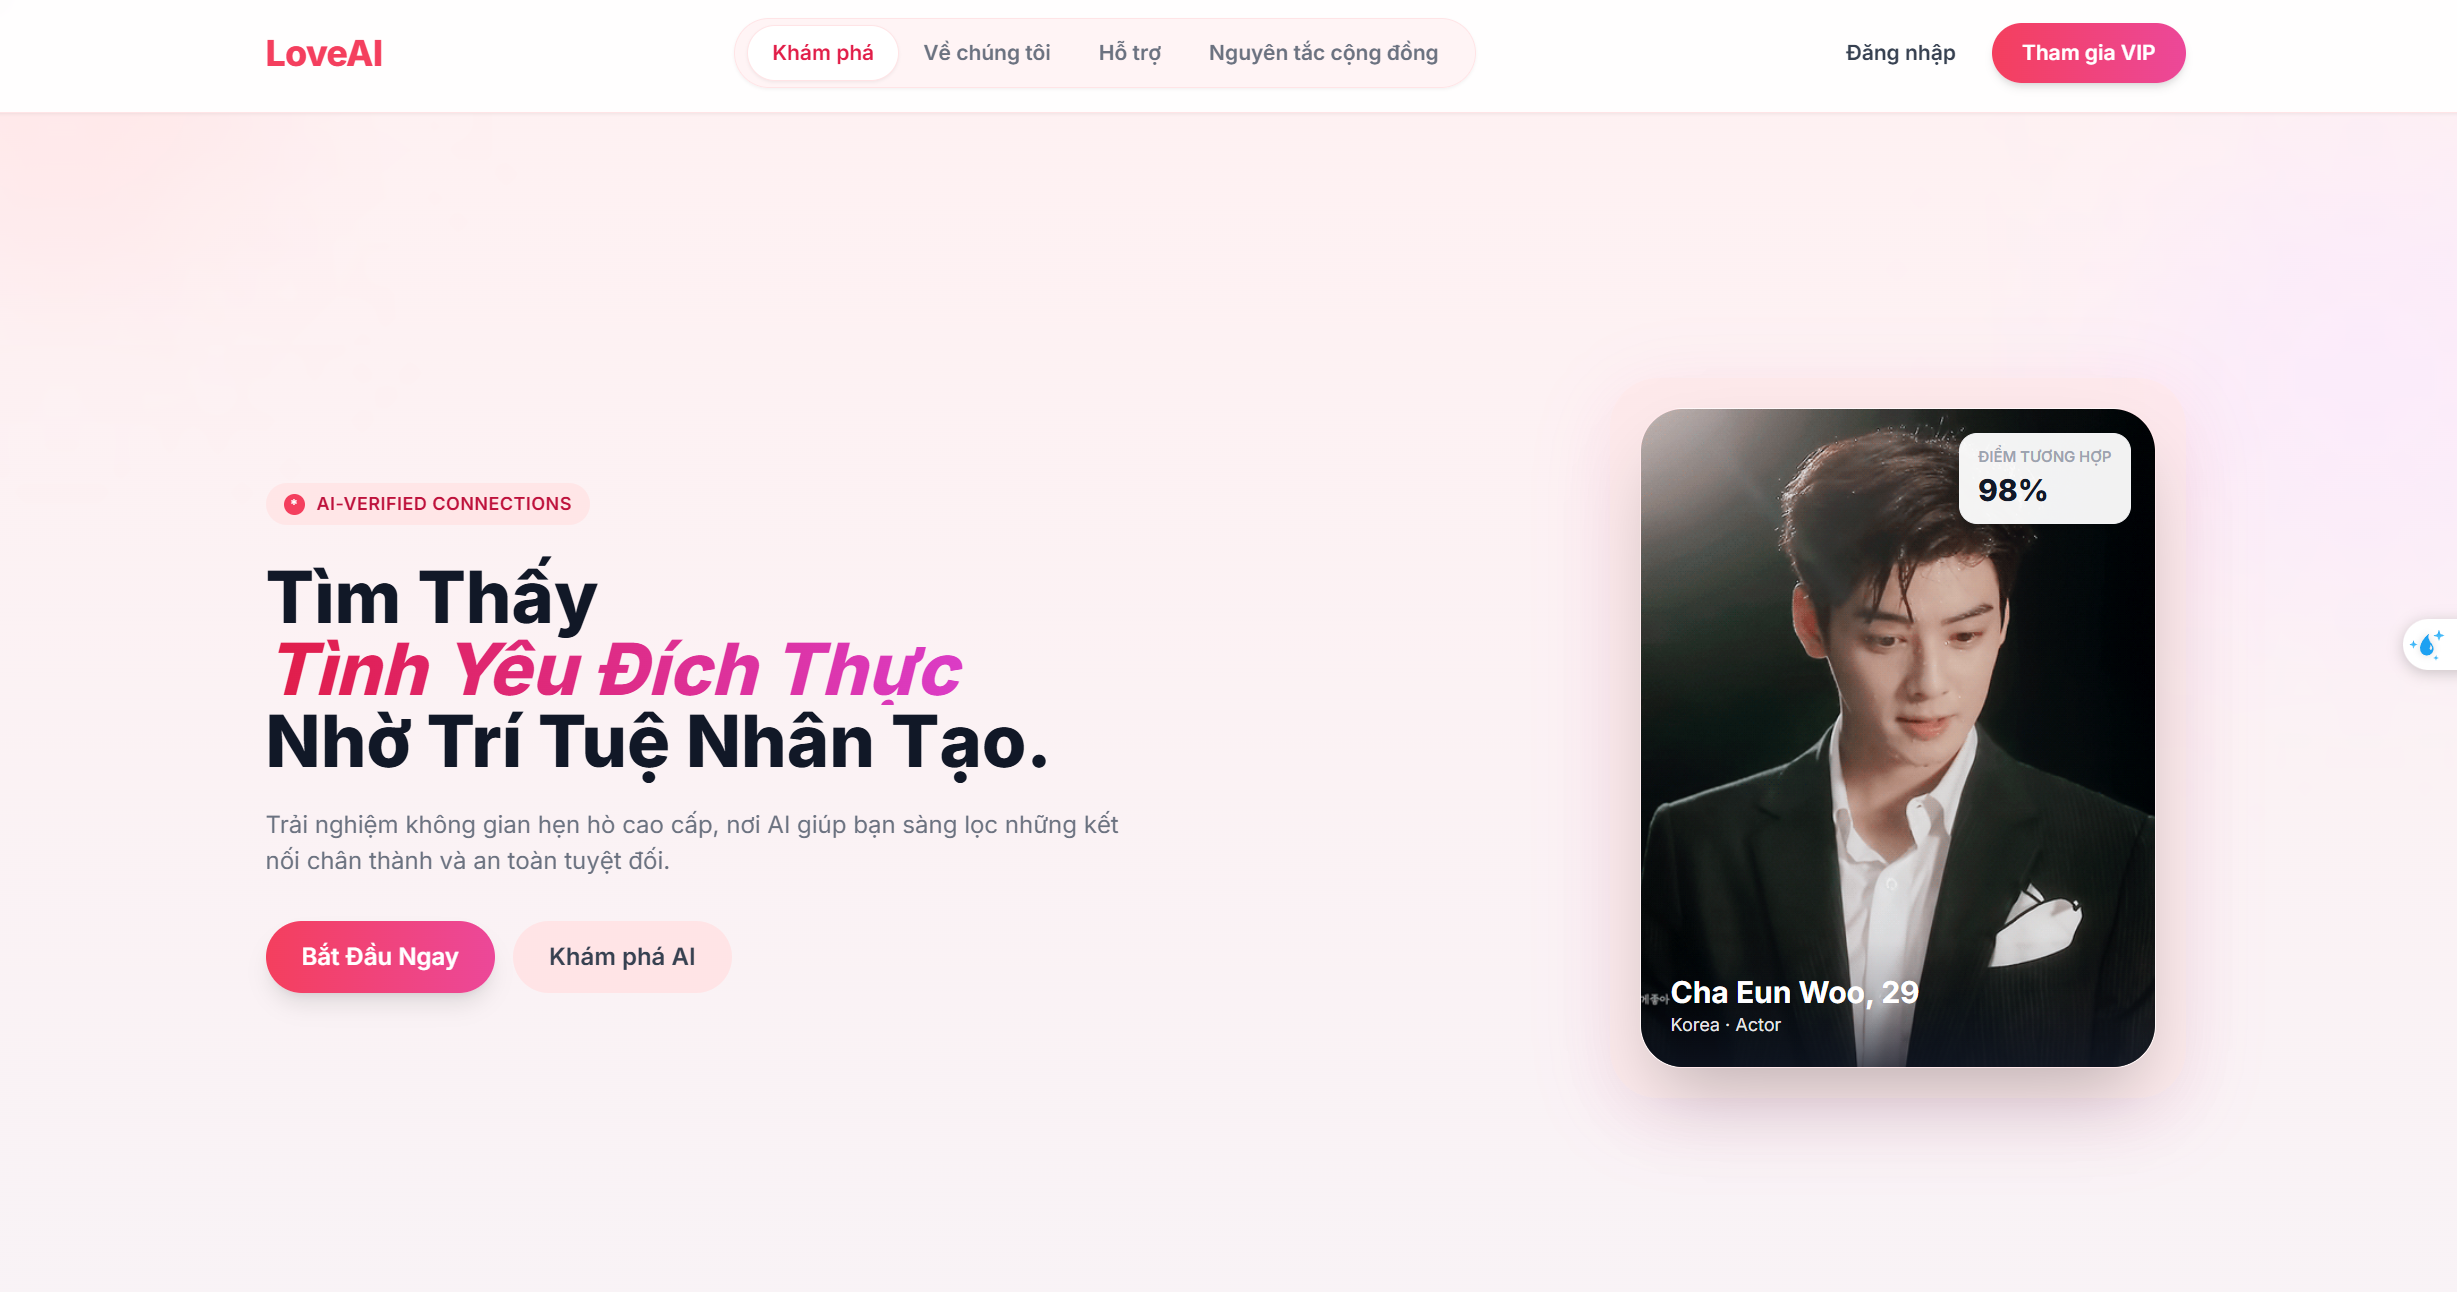 LoveAI
Khám phá
Về chúng tôi
Hỗ trợ
Nguyên tắc cộng đồng
Đăng nhập
Tham gia VIP
AI-VERIFIED CONNECTIONS
Tìm Thấy
Tình Yêu Đích Thực
Nhờ Trí Tuệ Nhân Tạo.
Trải nghiệm không gian hẹn hò cao cấp, nơi AI giúp bạn sàng lọc những kết
nối chân thành và an toàn tuyệt đối.
Bắt Đầu Ngay
Khám phá AI
ĐIỂM TƯƠNG HỢP
98%
Cha Eun Woo, 29
Korea · Actor